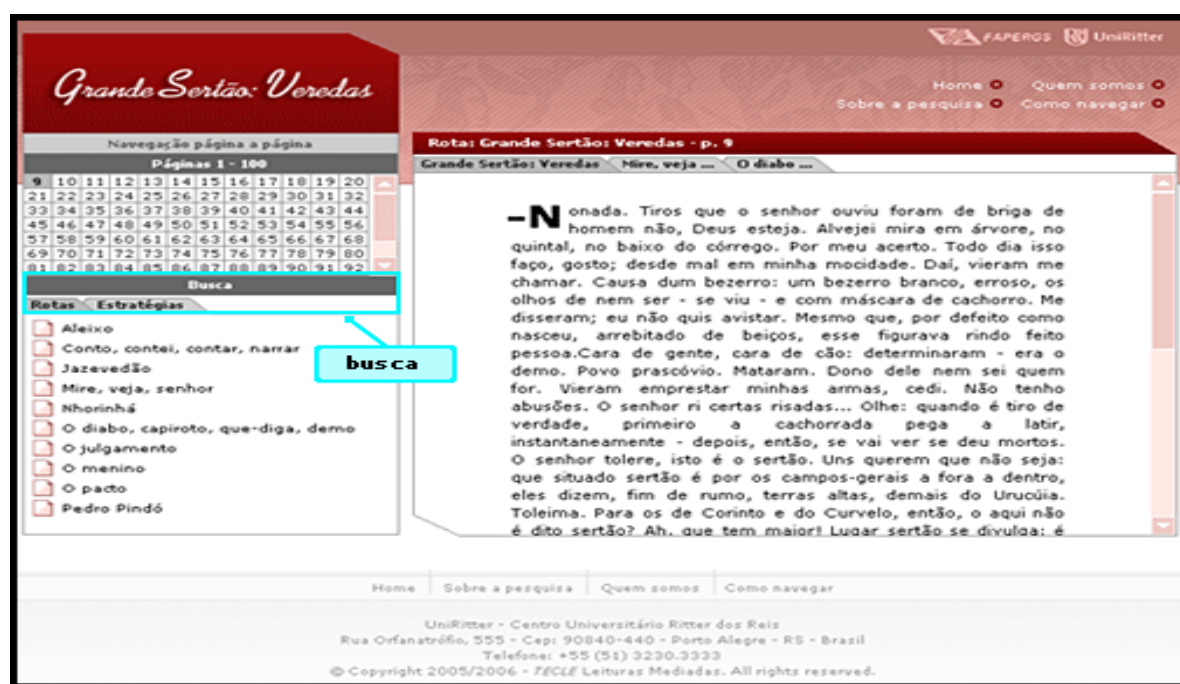 FAPERGS UniRitter
Grande Sertão: Veredas
Home Quem somos
Sobre a pesquisa Como navegar
Navegação página a página
Páginas 1 - 100
9 10 11 12 13 14 15 16 17 18 19 20
21 22 23 24 25 26 27 28 29 30 31 32
33 34 35 36 37 38 39 40 41 42 43 44
45 46 47 48 49 50 51 52 53 54 55 56
57 58 59 60 61 62 63 64 65 66 67 68
69 70 71 72 73 74 75 76 77 78 79 80
81 82 83 84 85 86 87 88 89 90 91 92
Busca
Rotas Estratégias
Aleixo
Conto, contei, contar, narrar
Jazevedão
Mire, veja, senhor
Nhorinhá
O diabo, capiroto, que-diga, demo
O julgamento
O menino
O pacto
Pedro Pindó
busca
Rota: Grande Sertão: Veredas - p. 9
Grande Sertão: Veredas Mire, veja ... O diabo ...
–Nonada. Tiros que o senhor ouviu foram de briga de
homem não, Deus esteja. Alvejei mira em árvore, no
quintal, no baixo do córrego. Por meu acerto. Todo dia isso
faço, gosto; desde mal em minha mocidade. Daí, vieram me
chamar. Causa dum bezerro: um bezerro branco, erroso, os
olhos de nem ser - se viu - e com máscara de cachorro. Me
disseram; eu não quis avistar. Mesmo que, por defeito como
nasceu, arrebitado de beiços, esse figurava rindo feito
pessoa.Cara de gente, cara de cão: determinaram - era o
demo. Povo prascóvio. Mataram. Dono dele nem sei quem
for. Vieram emprestar minhas armas, cedi. Não tenho
abusões. O senhor ri certas risadas... Olhe: quando é tiro de
verdade, primeiro a cachorrada pega a latir,
instantaneamente - depois, então, se vai ver se deu mortos.
O senhor tolere, isto é o sertão. Uns querem que não seja:
que situado sertão é por os campos-gerais a fora a dentro,
eles dizem, fim de rumo, terras altas, demais do Urucúia.
Toleima. Para os de Corinto e do Curvelo, então, o aqui não
é dito sertão? Ah, que tem maior! Lugar sertão se divulga: é
Home Sobre a pesquisa Quem somos Como navegar
UniRitter - Centro Universitário Ritter dos Reis
Rua Orfanatrófio, 555 - Cep: 90840-440 - Porto Alegre - RS - Brasil
Telefone: +55 (51) 3230.3333
© Copyright 2005/2006 - TECLE Leituras Mediadas. All rights reserved.